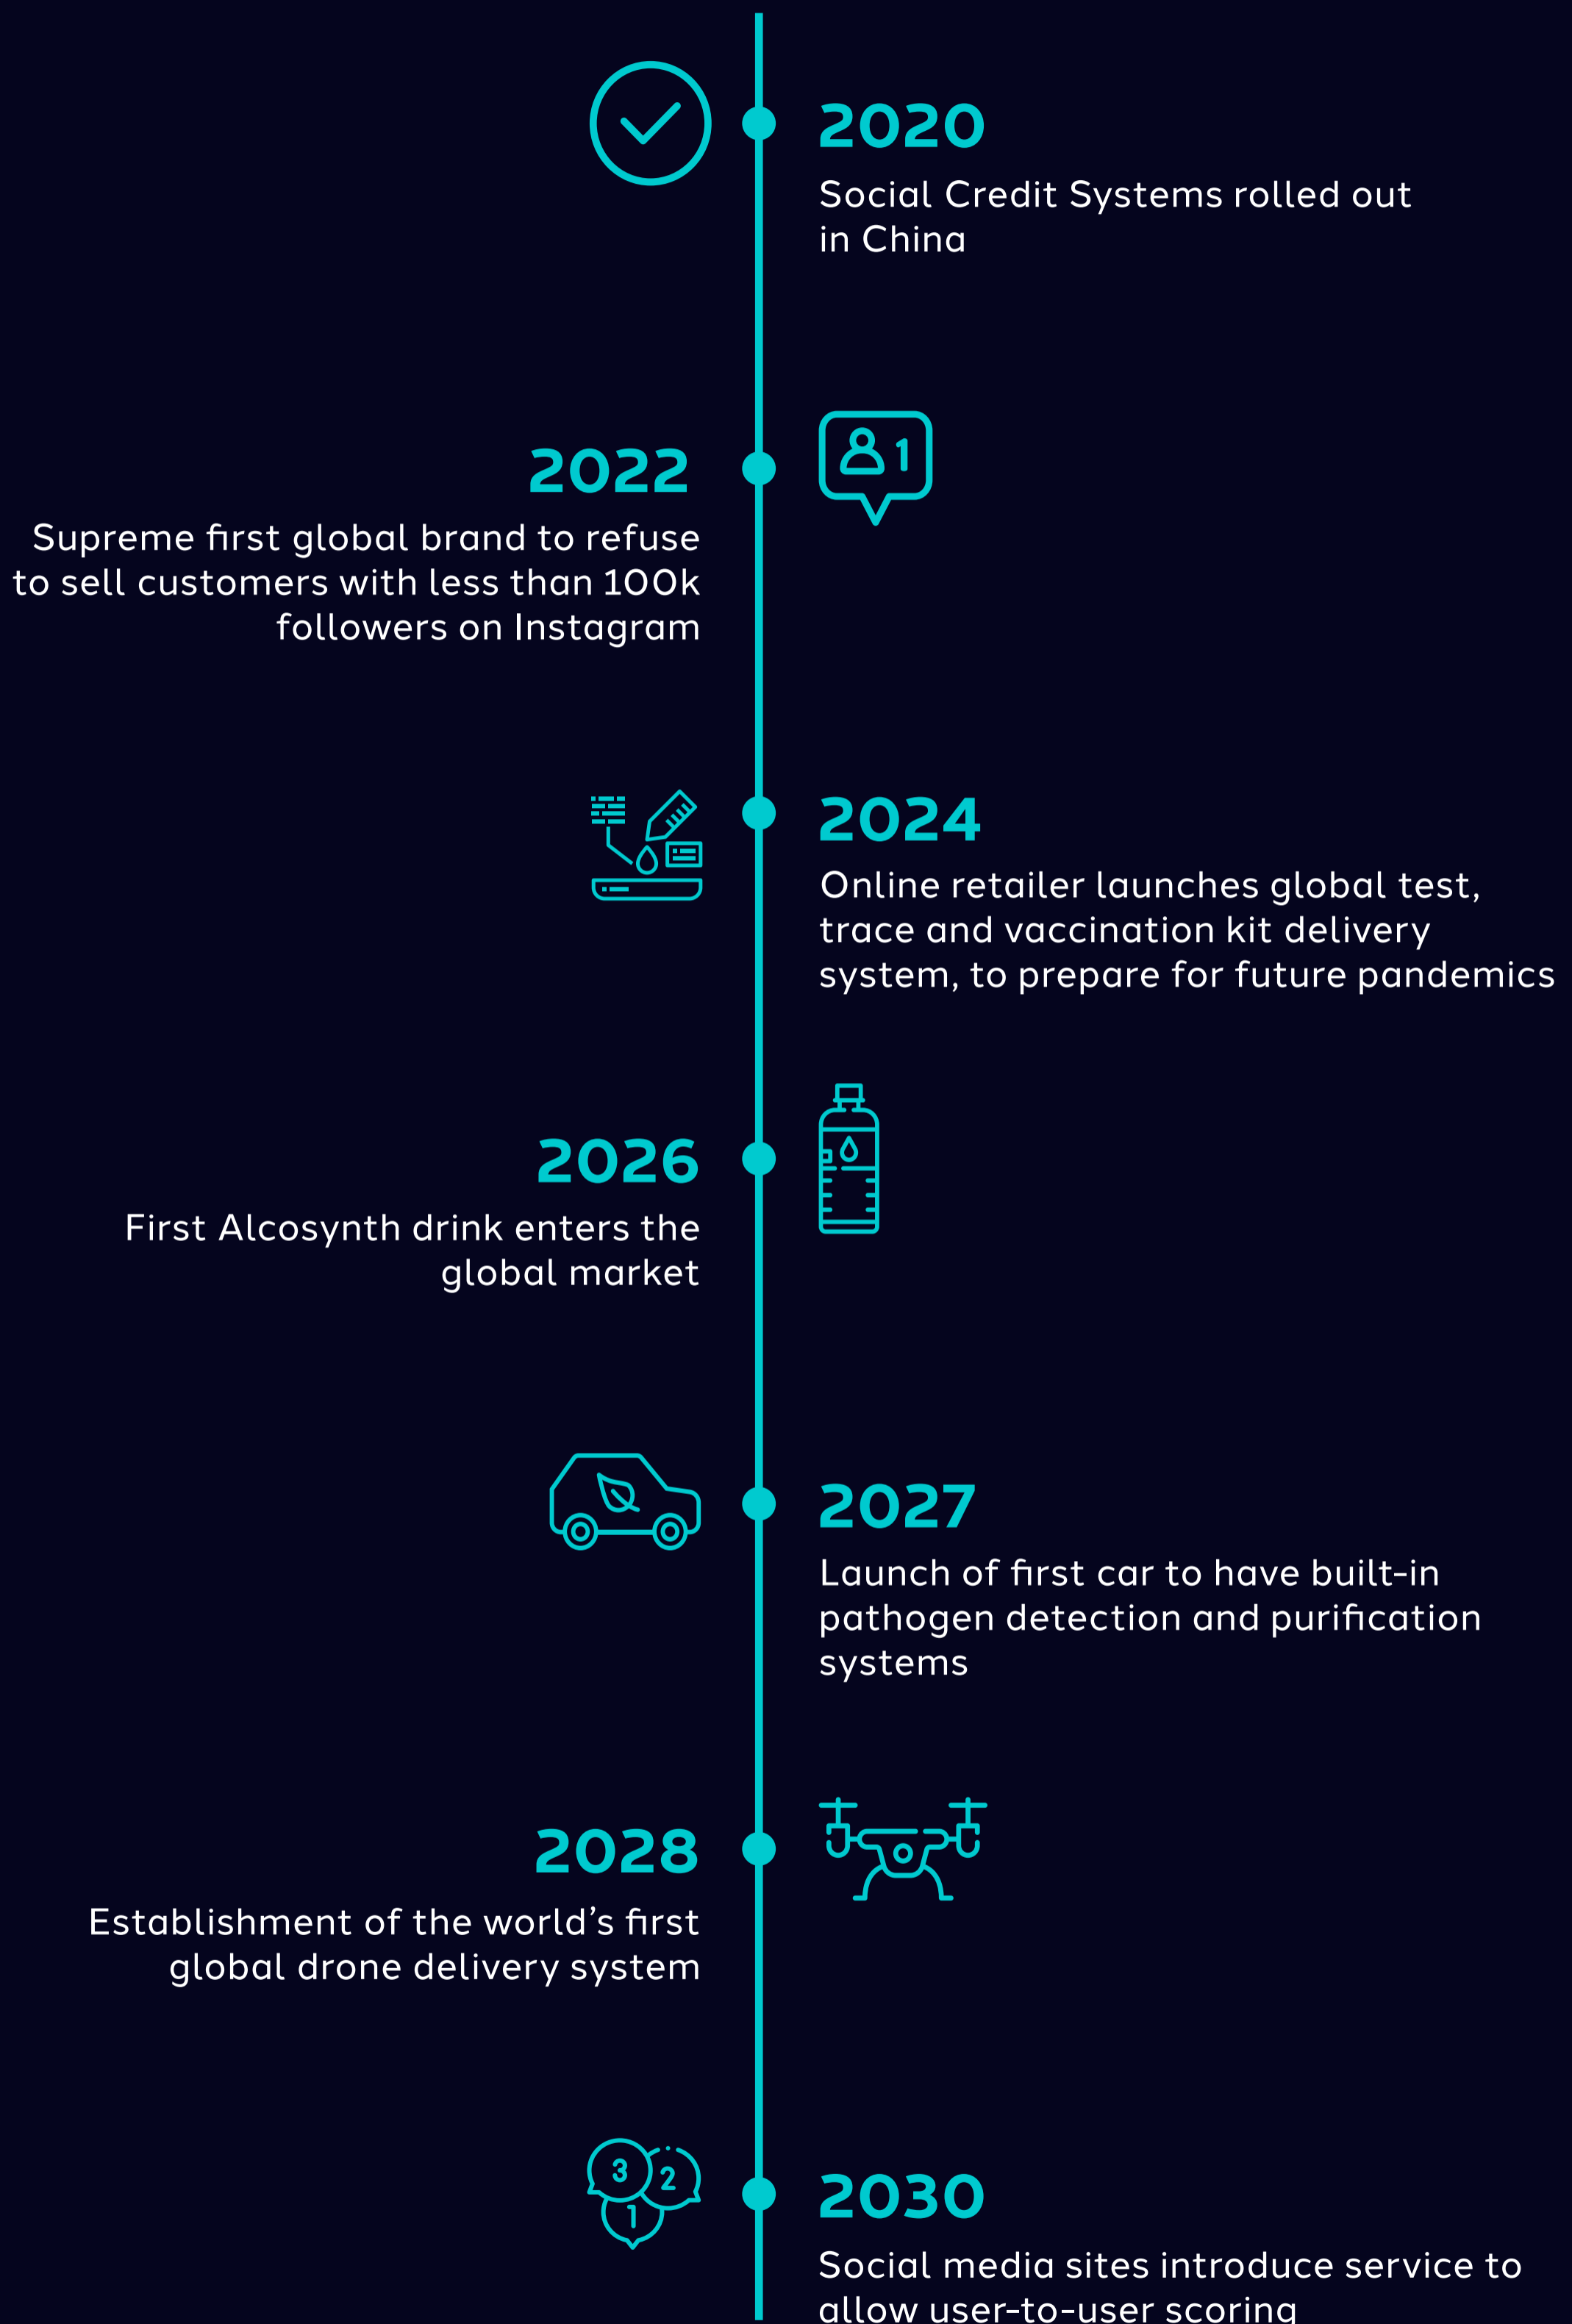 2020
Social Credit Systems rolled out
in China
1
2022
Supreme first global brand to refuse
to sell customers with less than 100k
followers on Instagram
2024
Online retailer launches global test,
trace and vaccination kit delivery
system, to prepare for future pandemics
2026
First Alcosynth drink enters the
global market
2027
Launch of first car to have built-in
pathogen detection and purification
systems
2028
Establishment of the world’s first
global drone delivery system
3
2
1
2030
Social media sites introduce service to
allow user-to-user scoring